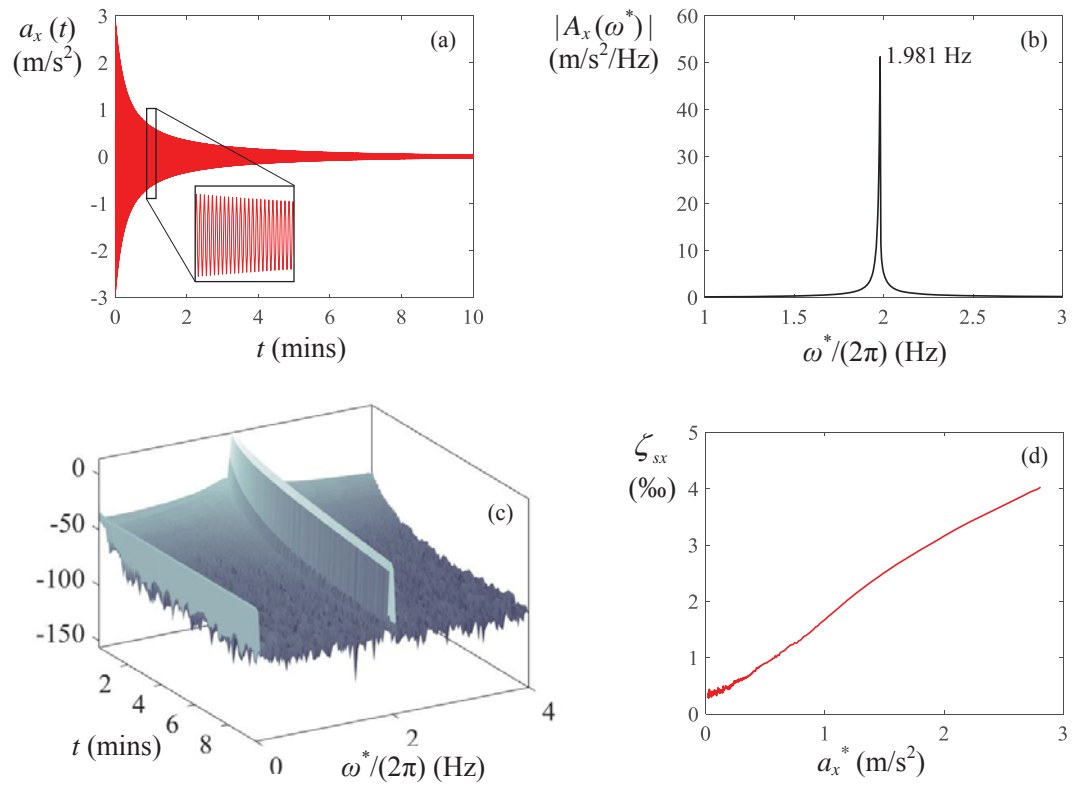 a_x (t)
(m/s²)
(a)
3
2
1
0
-1
-2
-3
0 2 4 6 8 10
t (mins)
|A_x(ω*)|
(m/s²/Hz)
(b)
1.981 Hz
60
50
40
30
20
10
0
1 1.5 2 2.5 3
ω*/(2π) (Hz)
(c)
0
-50
-100
-150
2
4
6
8
t (mins)
0 2 4
ω*/(2π) (Hz)
ζ_sx
(‰)
(d)
5
4
3
2
1
0
0 1 2 3
a_x* (m/s²)